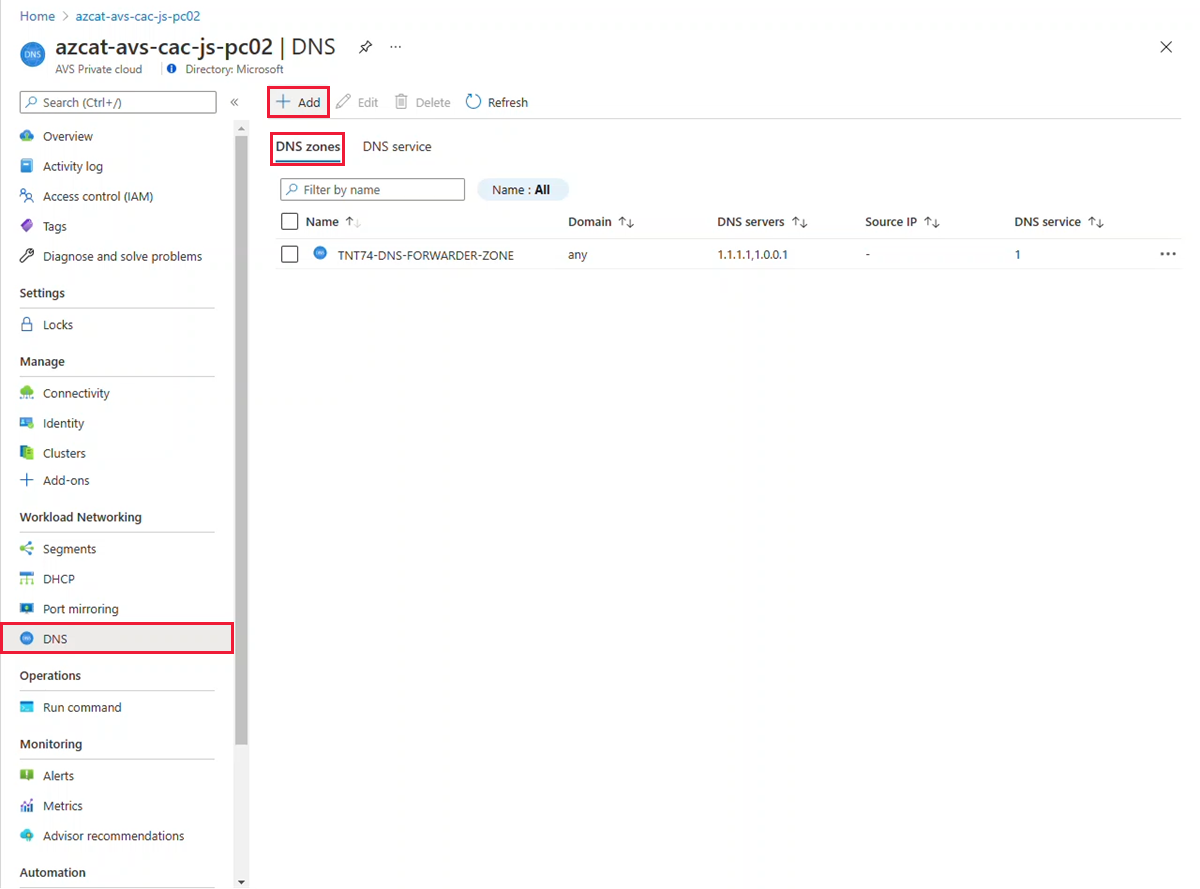 Home > azcat-avs-cac-js-pc02
DNS
azcat-avs-cac-js-pc02 | DNS
AVS Private cloud
Directory: Microsoft
Search (Ctrl+/)
Overview
Activity log
Access control (IAM)
Tags
Diagnose and solve problems
Settings
Locks
Manage
Connectivity
Identity
Clusters
Add-ons
Workload Networking
Segments
DHCP
Port mirroring
DNS
Operations
Run command
Monitoring
Alerts
Metrics
Advisor recommendations
Automation
Add Edit Delete Refresh
DNS zones DNS service
Filter by name Name : All
Name Domain DNS servers Source IP DNS service
TNT74-DNS-FORWARDER-ZONE any 1.1.1.1,1.0.0.1 - 1